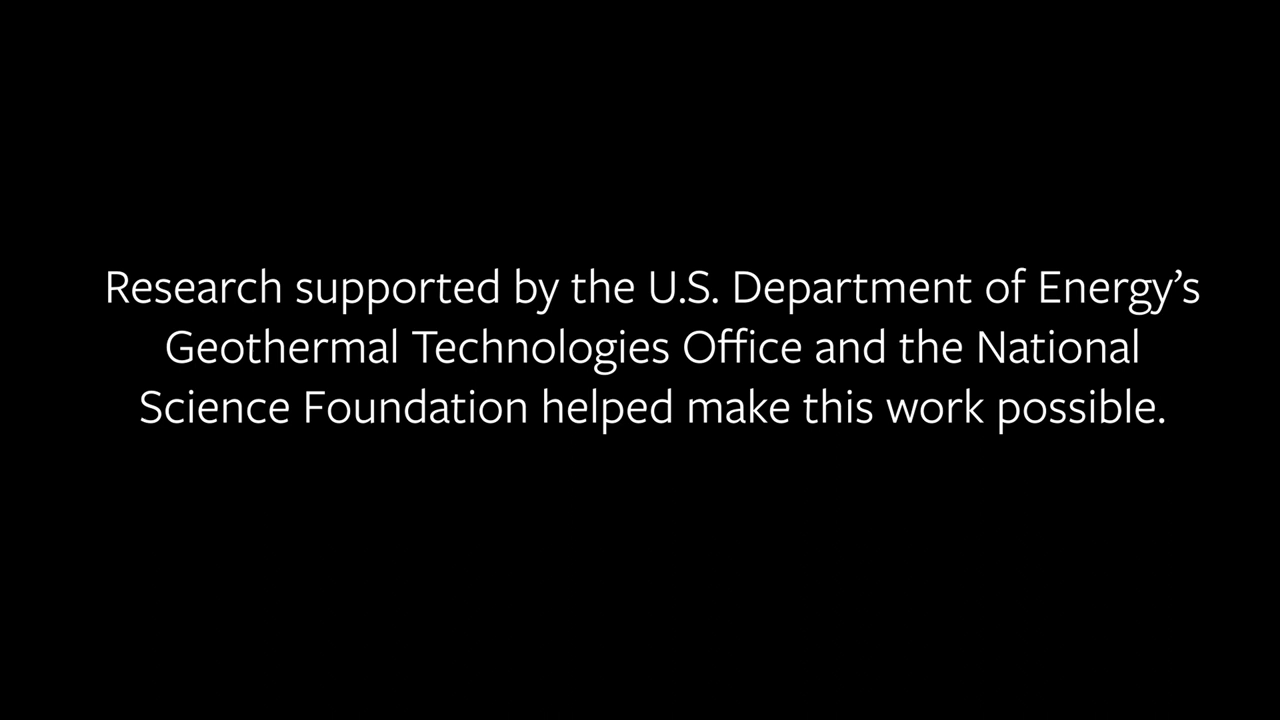 Research supported by the U.S. Department of Energy’s
Geothermal Technologies Office and the National
Science Foundation helped make this work possible.